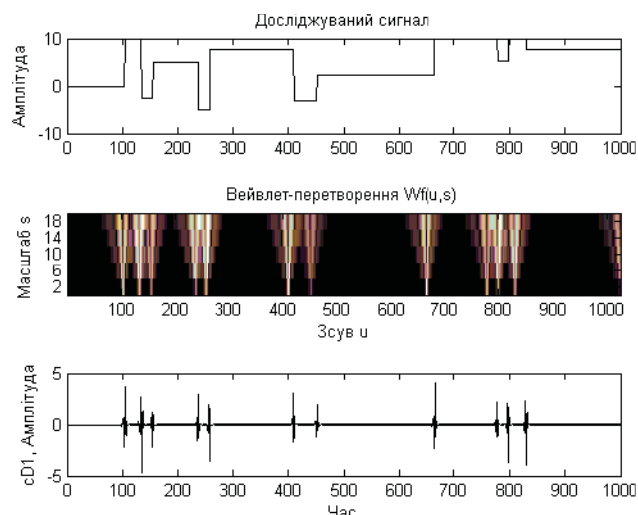 Досліджуваний сигнал
Амплітуда
10
0
-10
0 100 200 300 400 500 600 700 800 900 1000
Вейвлет-перетворення Wf(u,s)
Масштаб s
18
14
10
6
2
100 200 300 400 500 600 700 800 900 1000
Зсув u
cD1, Амплітуда
5
0
-5
0 100 200 300 400 500 600 700 800 900 1000
Час